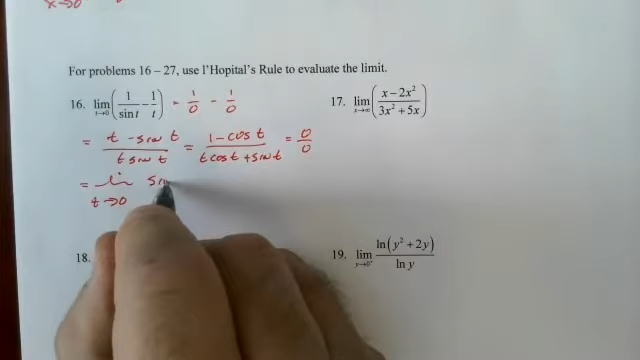 x→0
For problems 16 – 27, use l'Hopital's Rule to evaluate the limit.
16. lim t→0 (1/sin t − 1/t) = 1/0 − 1/0
17. lim x→∞ ((x − 2x²)/(3x² + 5x))
= (t − sin t)/(t sin t) = (1 − cos t)/(t cos t + sin t) = 0/0
= lim t→0 sin
18.
19. lim y→0⁺ ln(y² + 2y)/ln y